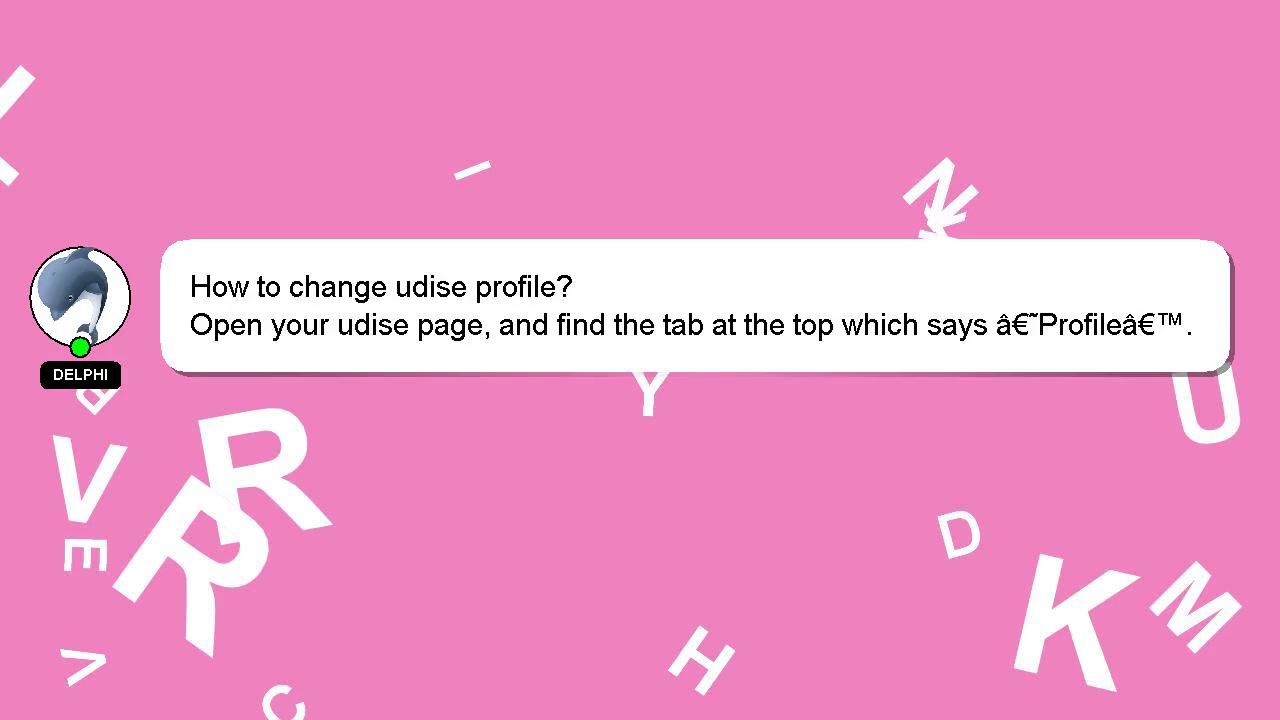 How to change udise profile?
Open your udise page, and find the tab at the top which says â€˜Profileâ€™.
DELPHI
I
N
K
Y
U
B
V
R
R
E
D
K
M
V
H
C